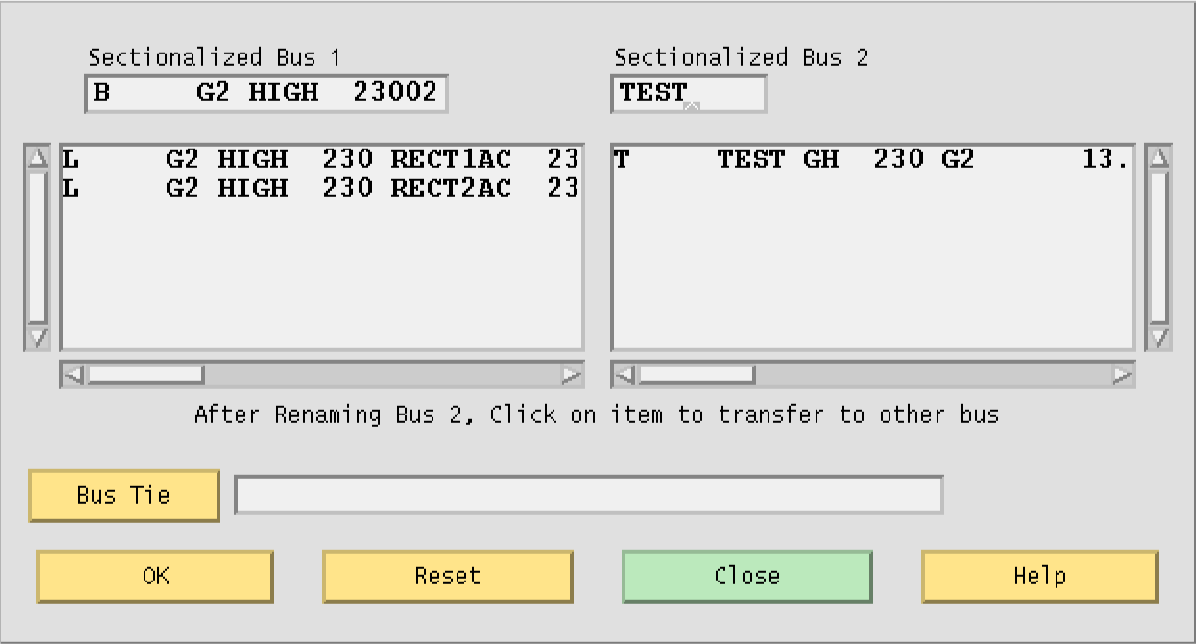 Sectionalized Bus 1
Sectionalized Bus 2
B     G2 HIGH  23002
TEST
L     G2 HIGH  230 RECT1AC  23
L     G2 HIGH  230 RECT2AC  23
T     TEST GH  230 G2      13.
After Renaming Bus 2, Click on item to transfer to other bus
Bus Tie
OK
Reset
Close
Help